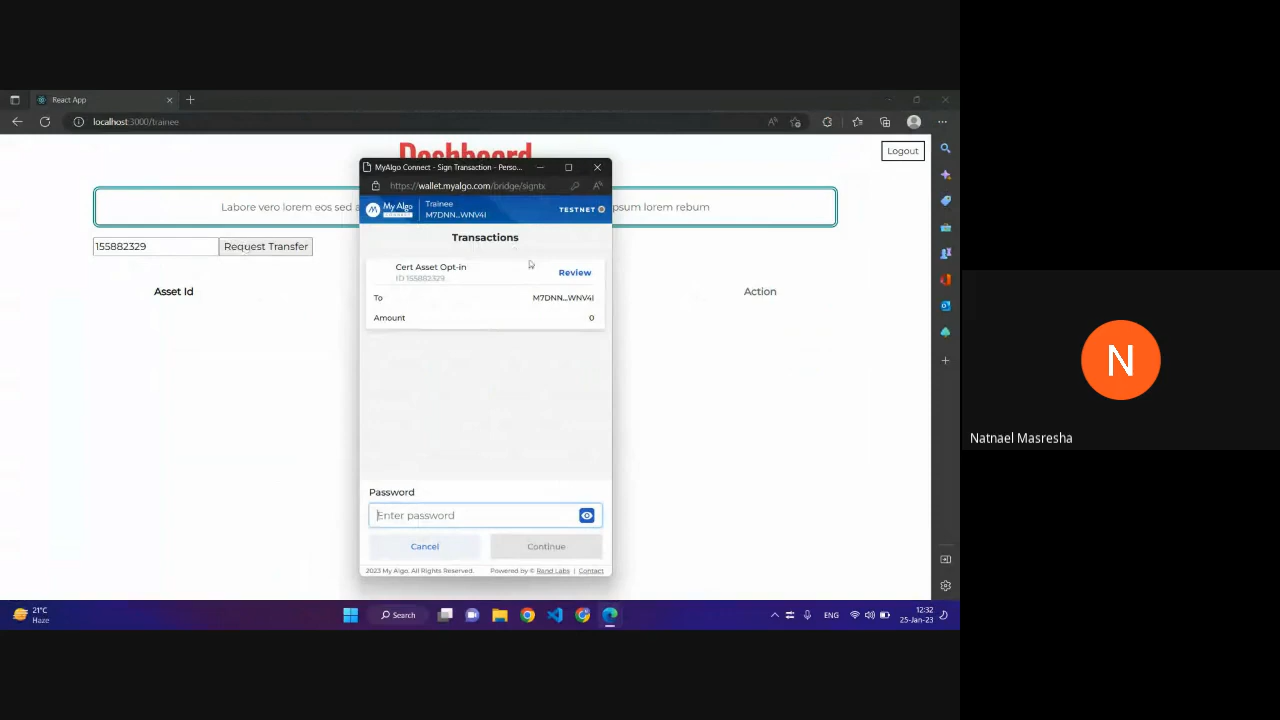 React App
localhost:3000/trainee
Dashboard
Logout
Labore vero lorem eos sed a
psum lorem rebum
155882329
Request Transfer
Asset Id
Action
MyAlgo Connect - Sign Transaction - Perso...
https://wallet.myalgo.com/bridge/signtx
My Algo
CONNECT
Trainee
M7DNN...WNV4I
TESTNET
Transactions
Cert Asset Opt-in
ID 155882329
Review
To
M7DNN...WNV4I
Amount
0
Password
Enter password
Cancel
Continue
2023 My Algo. All Rights Reserved.
Powered by © Rand Labs | Contact
21°C
Haze
Search
ENG
12:32
25-Jan-23
N
Natnael Masresha